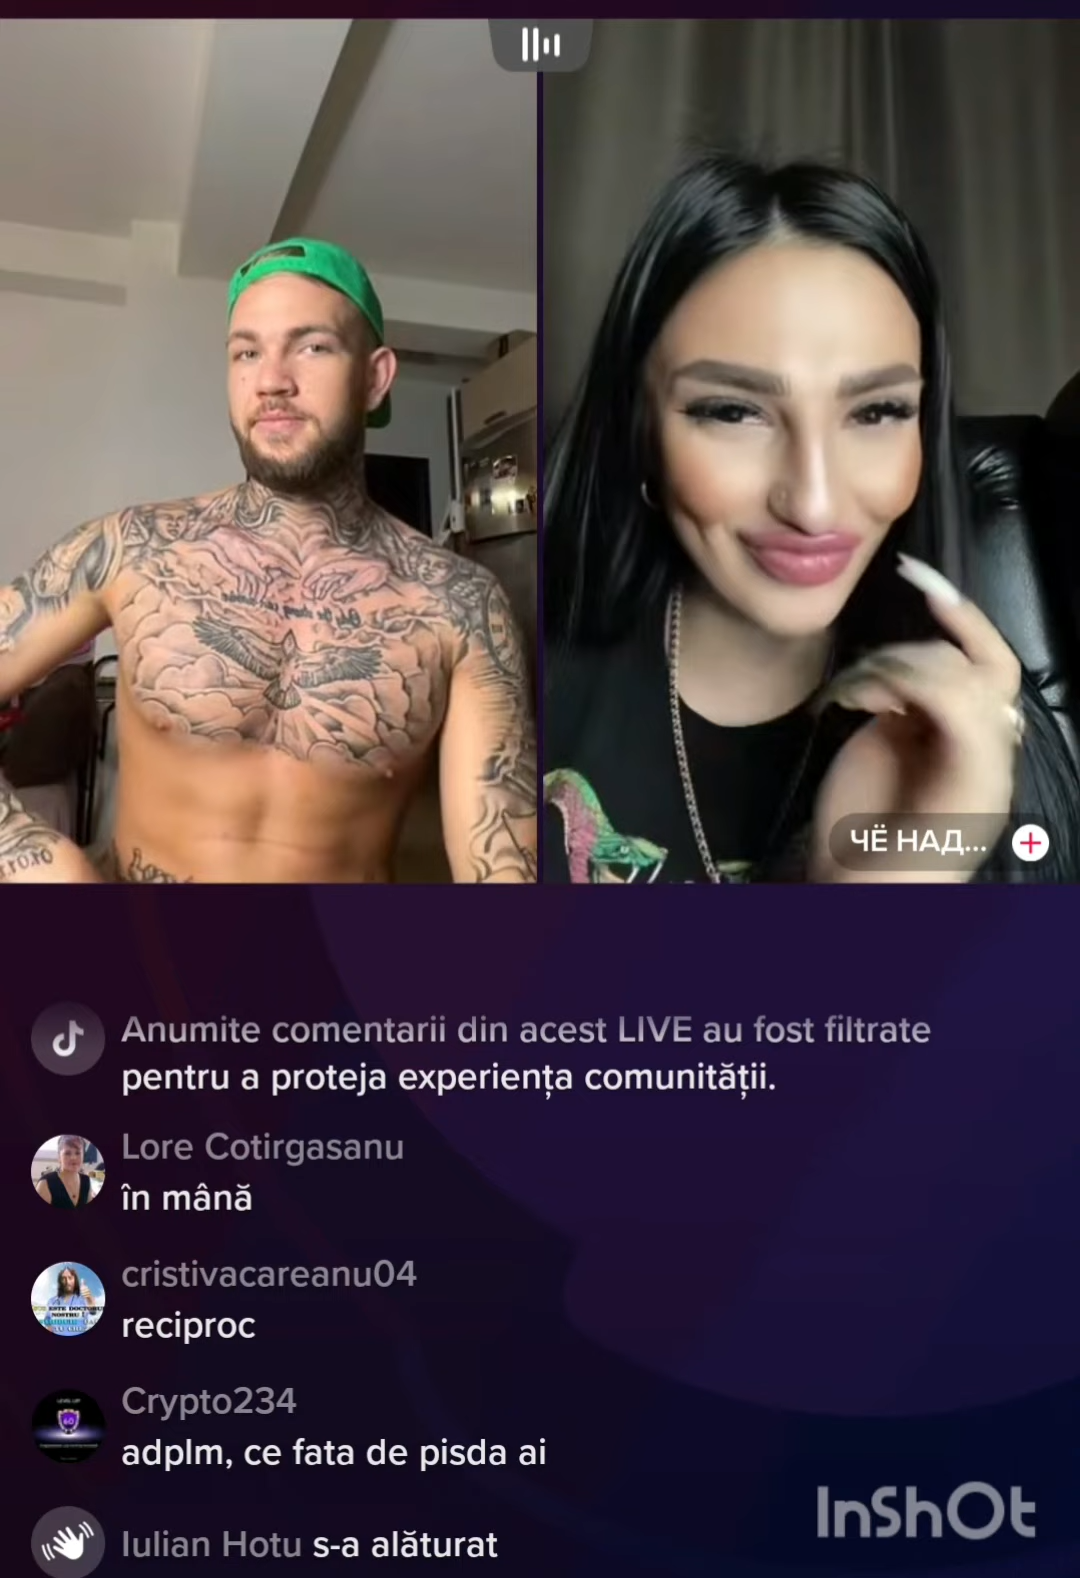 ЧЁ НАД...
Anumite comentarii din acest LIVE au fost filtrate
pentru a proteja experiența comunității.
Lore Cotirgasanu
în mână
cristivacareanu04
reciproc
Crypto234
adplm, ce fata de pisda ai
InShOt
Iulian Hotu s-a alăturat